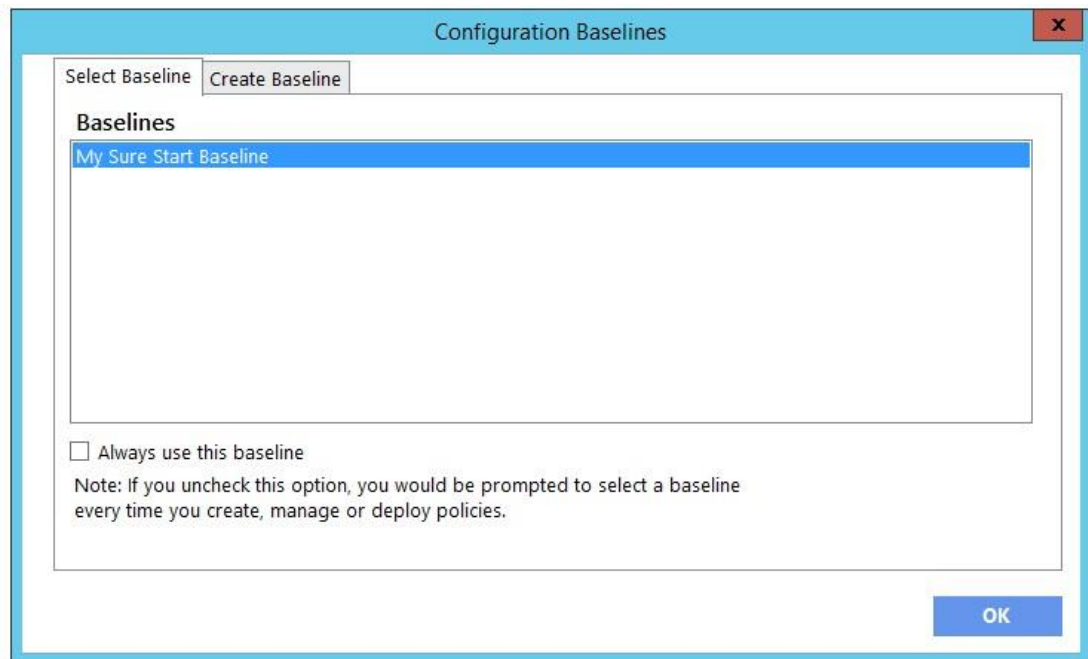 Configuration Baselines
x
Select Baseline
Create Baseline
Baselines
My Sure Start Baseline
Always use this baseline
Note: If you uncheck this option, you would be prompted to select a baseline
every time you create, manage or deploy policies.
OK